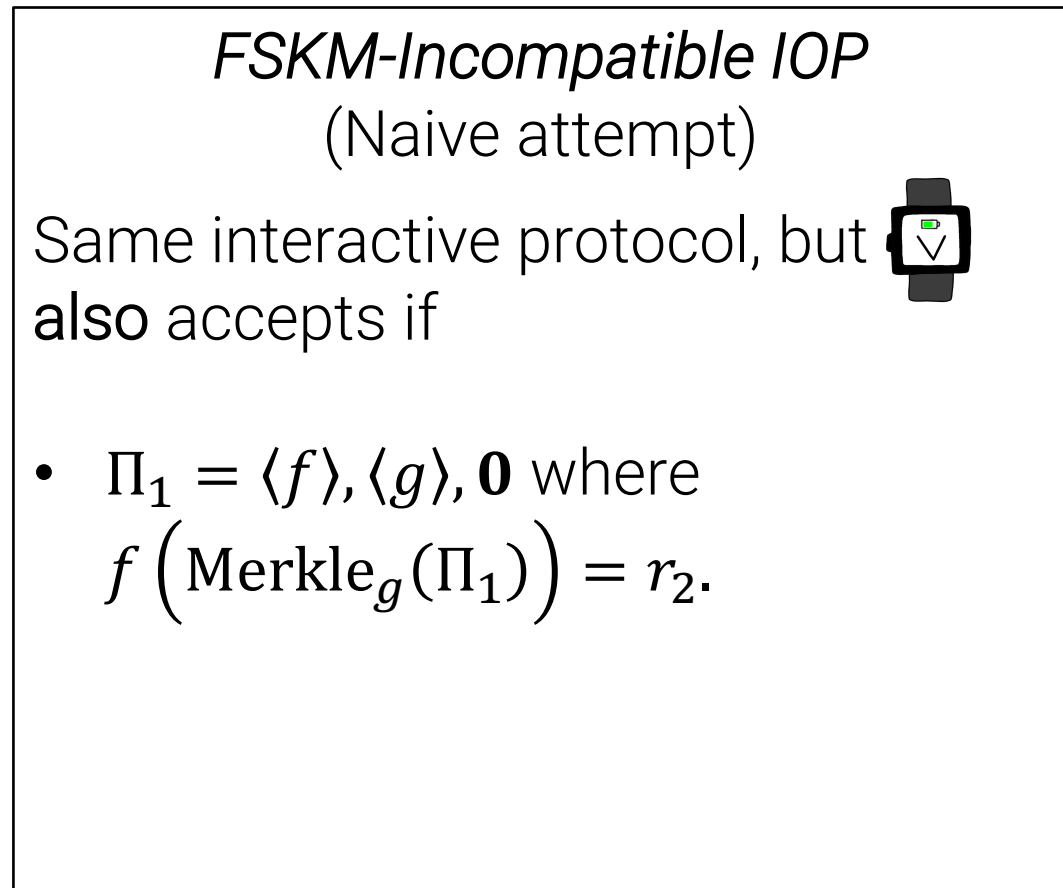 FSKM-Incompatible IOP
(Naive attempt)
Same interactive protocol, but V
also accepts if
• Π₁ = ⟨f⟩, ⟨g⟩, 𝟎 where
f(Merkle_g(Π₁)) = r₂.